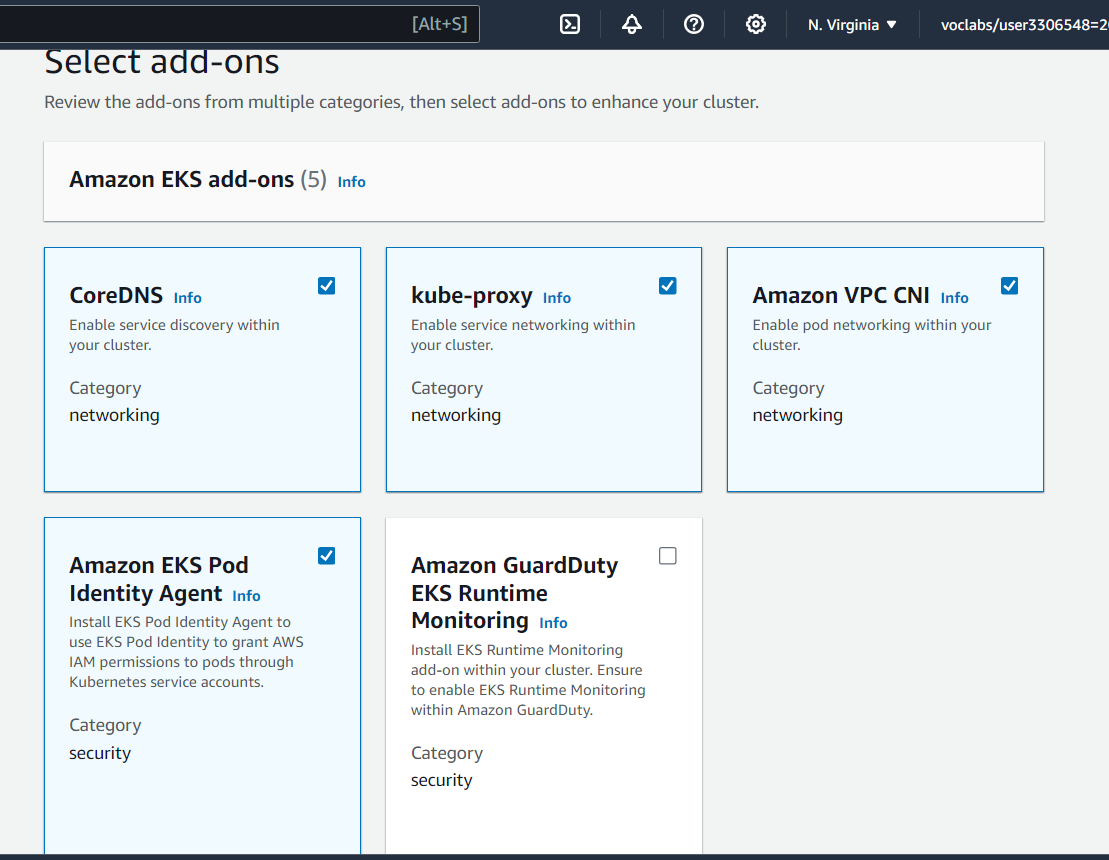 [Alt+S]
N. Virginia
voclabs/user3306548=2
Select add-ons
Review the add-ons from multiple categories, then select add-ons to enhance your cluster.
Amazon EKS add-ons (5) Info
CoreDNS Info
Enable service discovery within
your cluster.
Category
networking
kube-proxy Info
Enable service networking within
your cluster.
Category
networking
Amazon VPC CNI Info
Enable pod networking within your
cluster.
Category
networking
Amazon EKS Pod
Identity Agent Info
Install EKS Pod Identity Agent to
use EKS Pod Identity to grant AWS
IAM permissions to pods through
Kubernetes service accounts.
Category
security
Amazon GuardDuty
EKS Runtime
Monitoring Info
Install EKS Runtime Monitoring
add-on within your cluster. Ensure
to enable EKS Runtime Monitoring
within Amazon GuardDuty.
Category
security